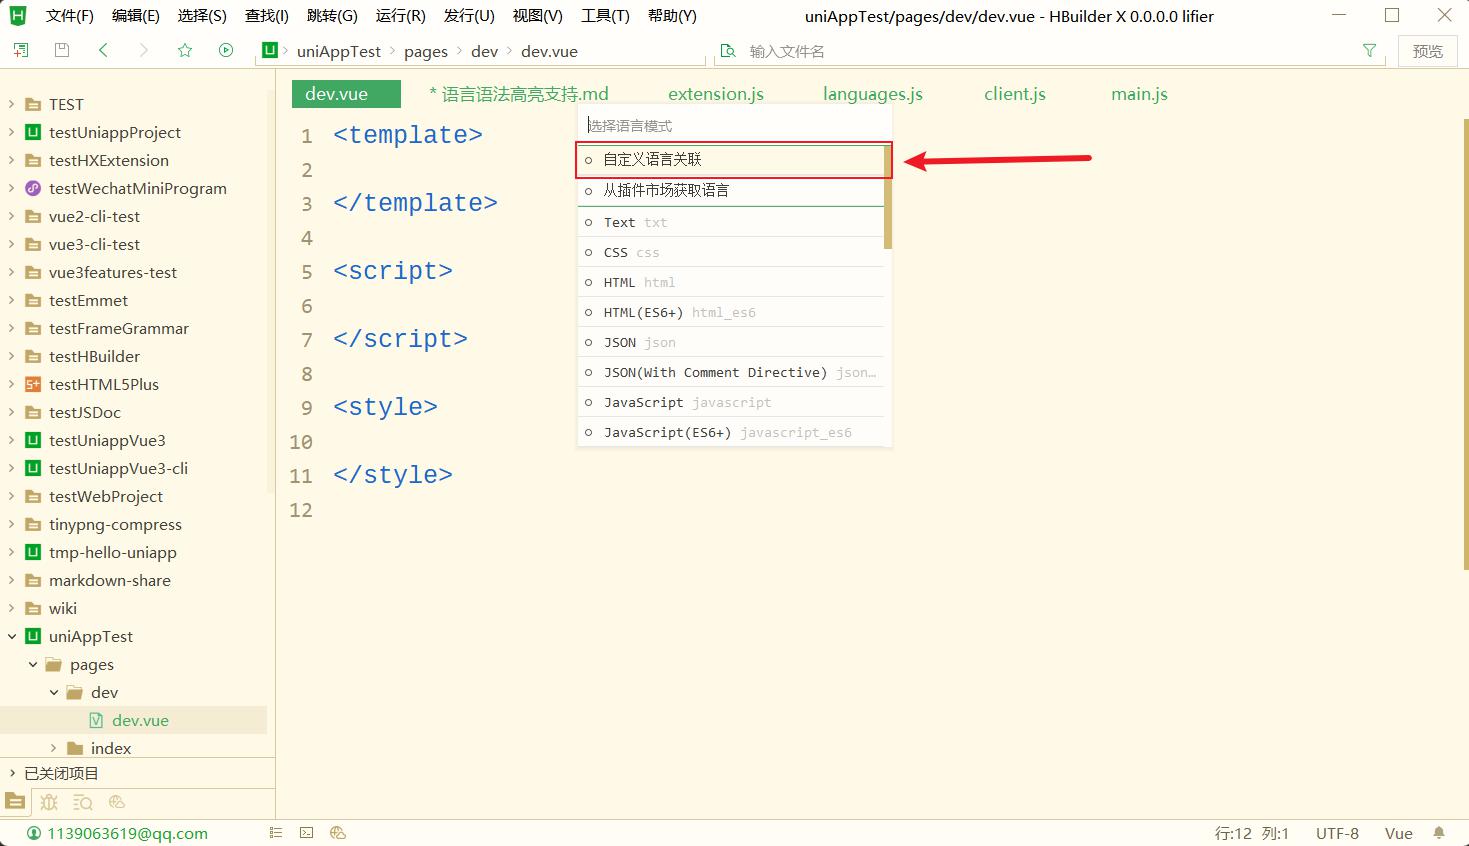 文件(F) 编辑(E) 选择(S) 查找(I) 跳转(G) 运行(R) 发行(U) 视图(V) 工具(T) 帮助(Y) uniAppTest/pages/dev/dev.vue - HBuilder X 0.0.0.0 lifier
uniAppTest pages dev dev.vue 输入文件名 预览
TEST
testUniappProject
testHXExtension
testWechatMiniProgram
vue2-cli-test
vue3-cli-test
vue3features-test
testEmmet
testFrameGrammar
testHBuilder
testHTML5Plus
testJSDoc
testUniappVue3
testUniappVue3-cli
testWebProject
tinypng-compress
tmp-hello-uniapp
markdown-share
wiki
uniAppTest
pages
dev
dev.vue
index
已关闭项目
dev.vue * 语言语法高亮支持.md extension.js languages.js client.js main.js
1 <template>
2
3 </template>
4
5 <script>
6
7 </script>
8
9 <style>
10
11 </style>
12
选择语言模式
自定义语言关联
从插件市场获取语言
Text txt
CSS css
HTML html
HTML(ES6+) html_es6
JSON json
JSON(With Comment Directive) json…
JavaScript javascript
JavaScript(ES6+) javascript_es6
1139063619@qq.com 行:12 列:1 UTF-8 Vue